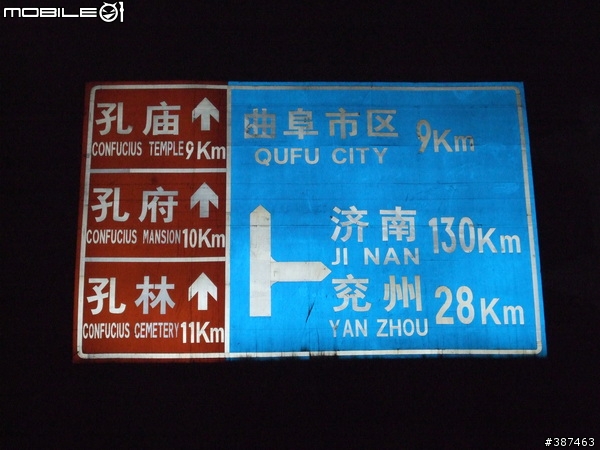 MOBILE01
孔庙
CONFUCIUS TEMPLE 9Km
孔府
CONFUCIUS MANSION 10Km
孔林
CONFUCIUS CEMETERY 11Km
曲阜市区 9Km
QUFU CITY
济南 130Km
JI NAN
兖州 28Km
YAN ZHOU
#387463